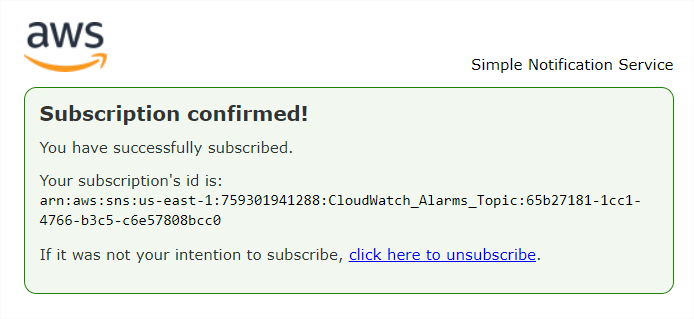 aws
Simple Notification Service
Subscription confirmed!
You have successfully subscribed.
Your subscription's id is:
arn:aws:sns:us-east-1:759301941288:CloudWatch_Alarms_Topic:65b27181-1cc1-
4766-b3c5-c6e57808bcc0
If it was not your intention to subscribe, click here to unsubscribe.